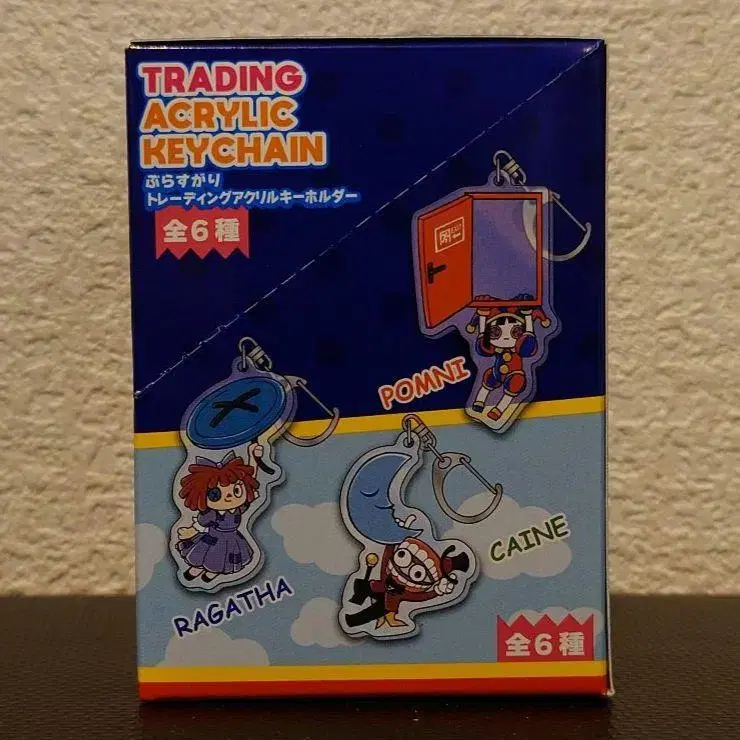 TRADING
ACRYLIC
KEYCHAIN
ぶらすがり
トレーディングアクリルキーホルダー
全6種
POMNI
RAGATHA
CAINE
全6種